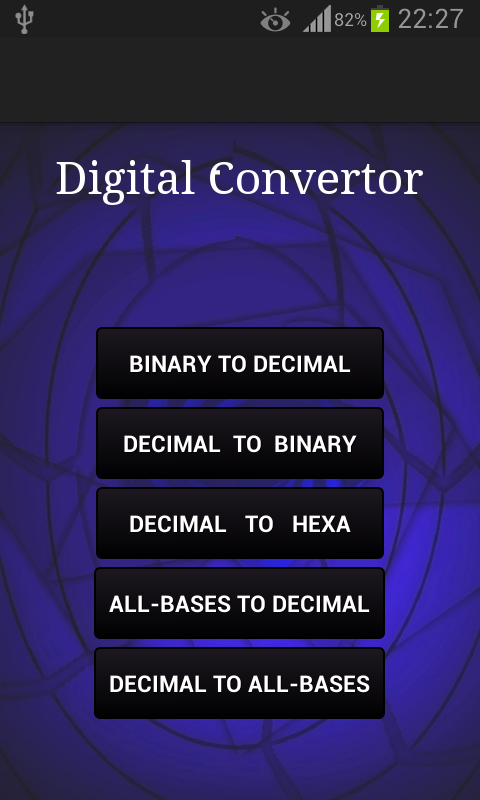 82% 22:27
Digital Convertor
BINARY TO DECIMAL
DECIMAL TO BINARY
DECIMAL TO HEXA
ALL-BASES TO DECIMAL
DECIMAL TO ALL-BASES